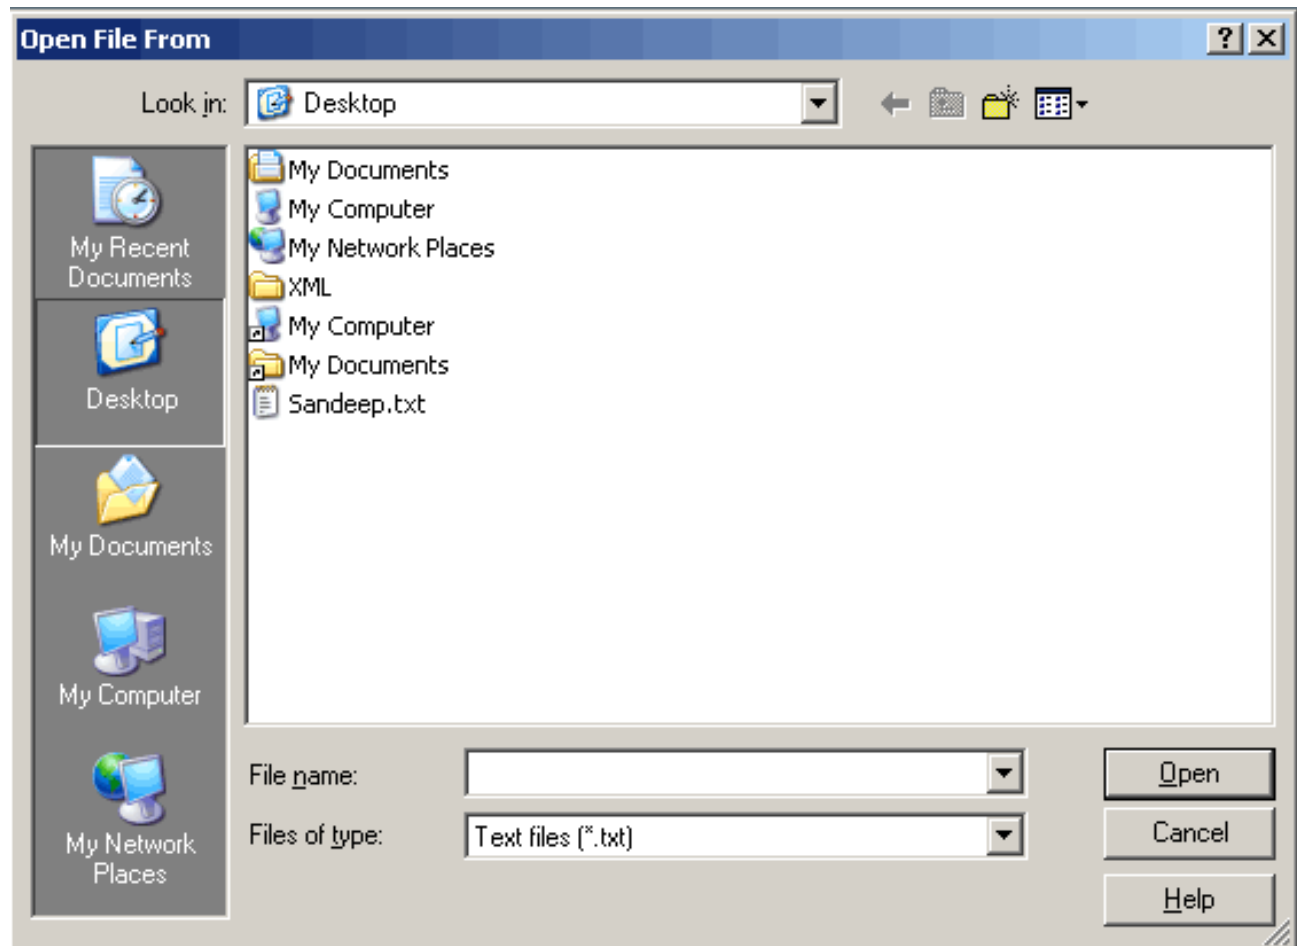 Open File From
Look in: Desktop
My Recent
Documents
Desktop
My Documents
My Computer
My Network
Places
My Documents
My Computer
My Network Places
XML
My Computer
My Documents
Sandeep.txt
File name:
Open
Files of type: Text files (*.txt)
Cancel
Help